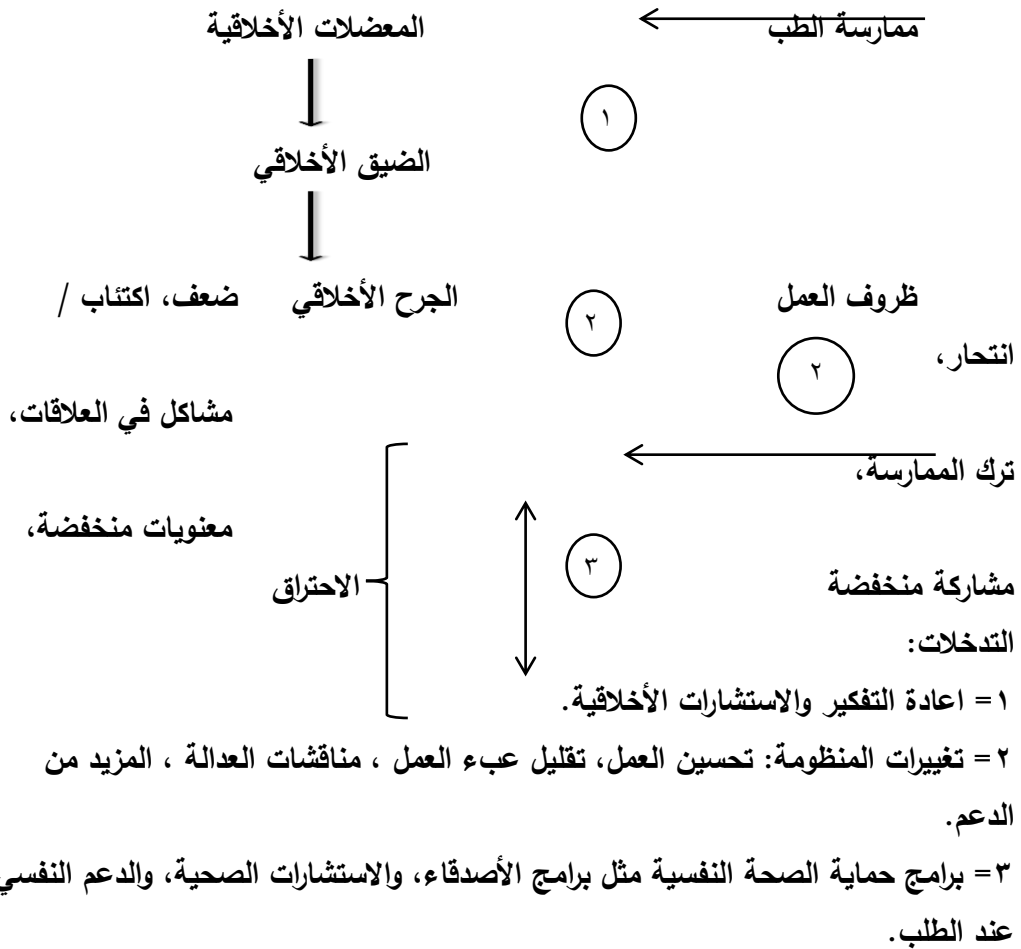 ممارسة الطب المعضلات الأخلاقية
١
الضيق الأخلاقي
ظروف العمل ٢ الجرح الأخلاقي ضعف، اكتئاب /
انتحار، ٢
مشاكل في العلاقات،
ترك الممارسة،
معنويات منخفضة،
مشاركة منخفضة ٣ الاحتراق
التدخلات:
١= اعادة التفكير والاستشارات الأخلاقية.
٢= تغييرات المنظومة: تحسين العمل، تقليل عبء العمل ، مناقشات العدالة ، المزيد من
الدعم.
٣= برامج حماية الصحة النفسية مثل برامج الأصدقاء، والاستشارات الصحية، والدعم النفسي
عند الطلب.